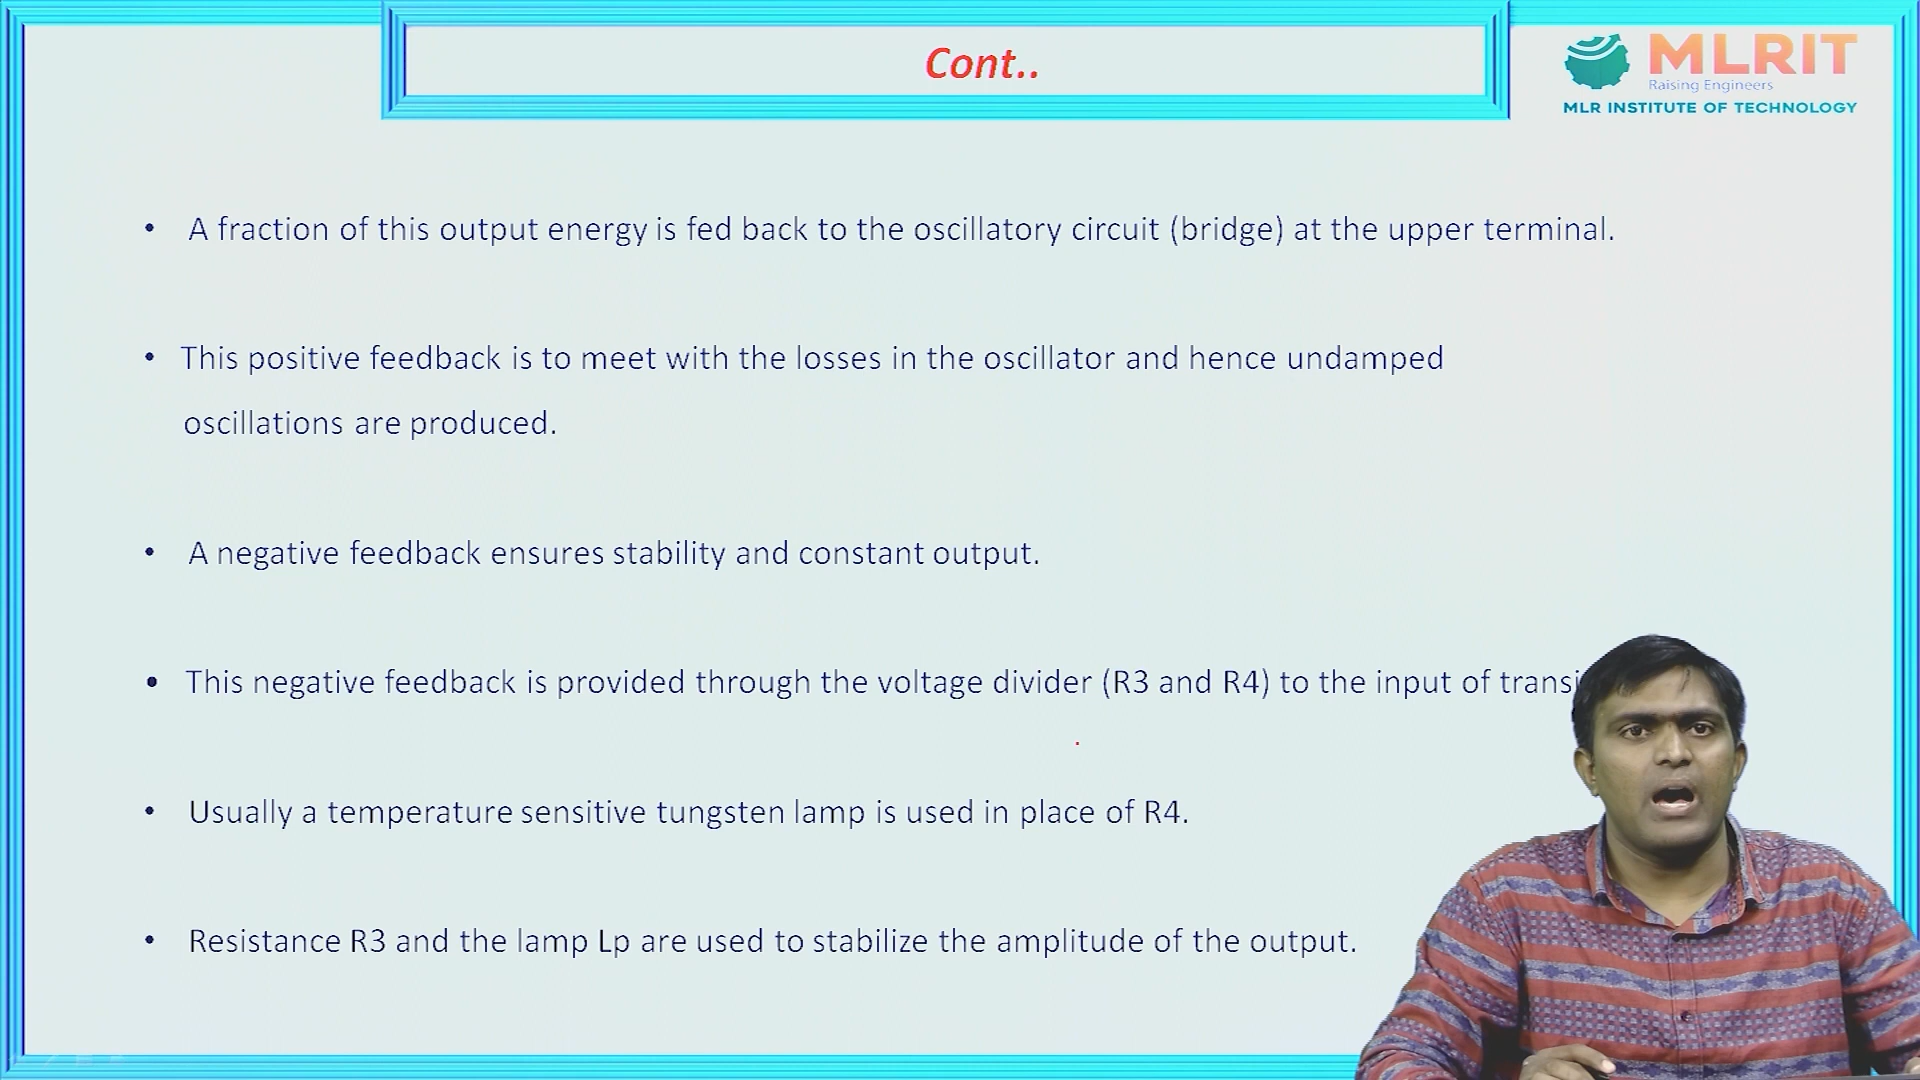 Cont..
MLRIT
Raising Engineers
MLR INSTITUTE OF TECHNOLOGY
• A fraction of this output energy is fed back to the oscillatory circuit (bridge) at the upper terminal.
• This positive feedback is to meet with the losses in the oscillator and hence undamped
oscillations are produced.
• A negative feedback ensures stability and constant output.
• This negative feedback is provided through the voltage divider (R3 and R4) to the input of
• Usually a temperature sensitive tungsten lamp is used in place of R4.
• Resistance R3 and the lamp Lp are used to stabilize the amplitude of the output.